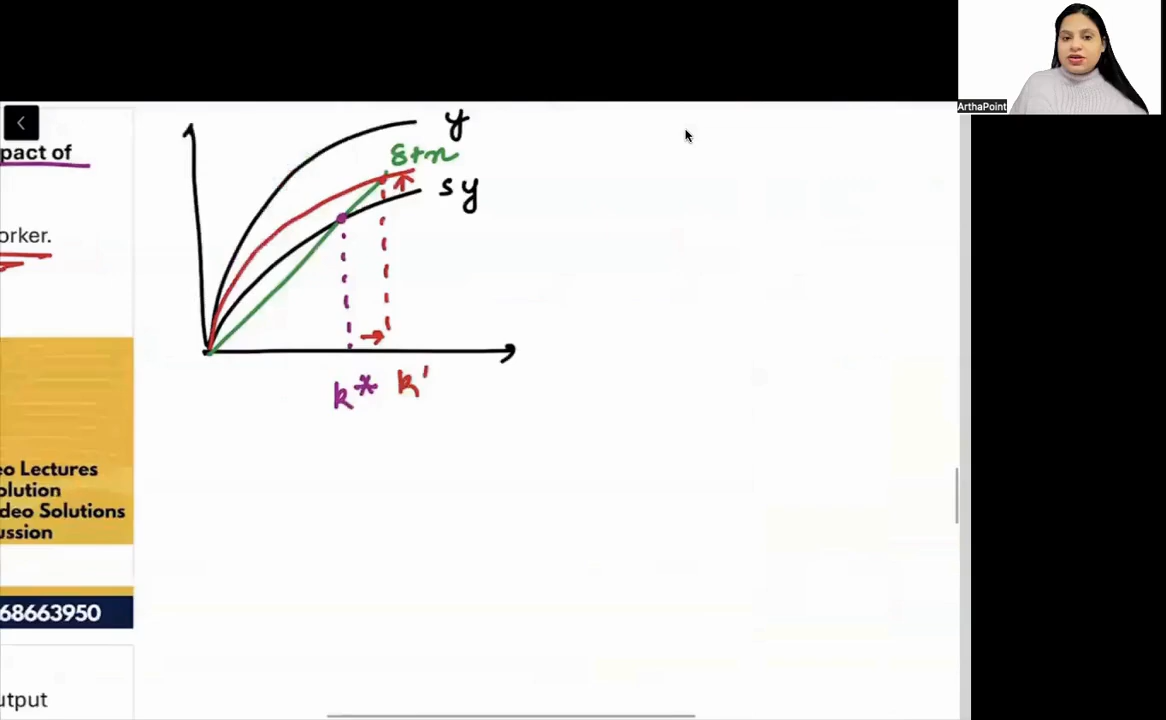 ArthaPoint
pact of
orker.
y
δ+n
sy
k* k'
eo Lectures
olution
deo Solutions
ussion
68663950
utput